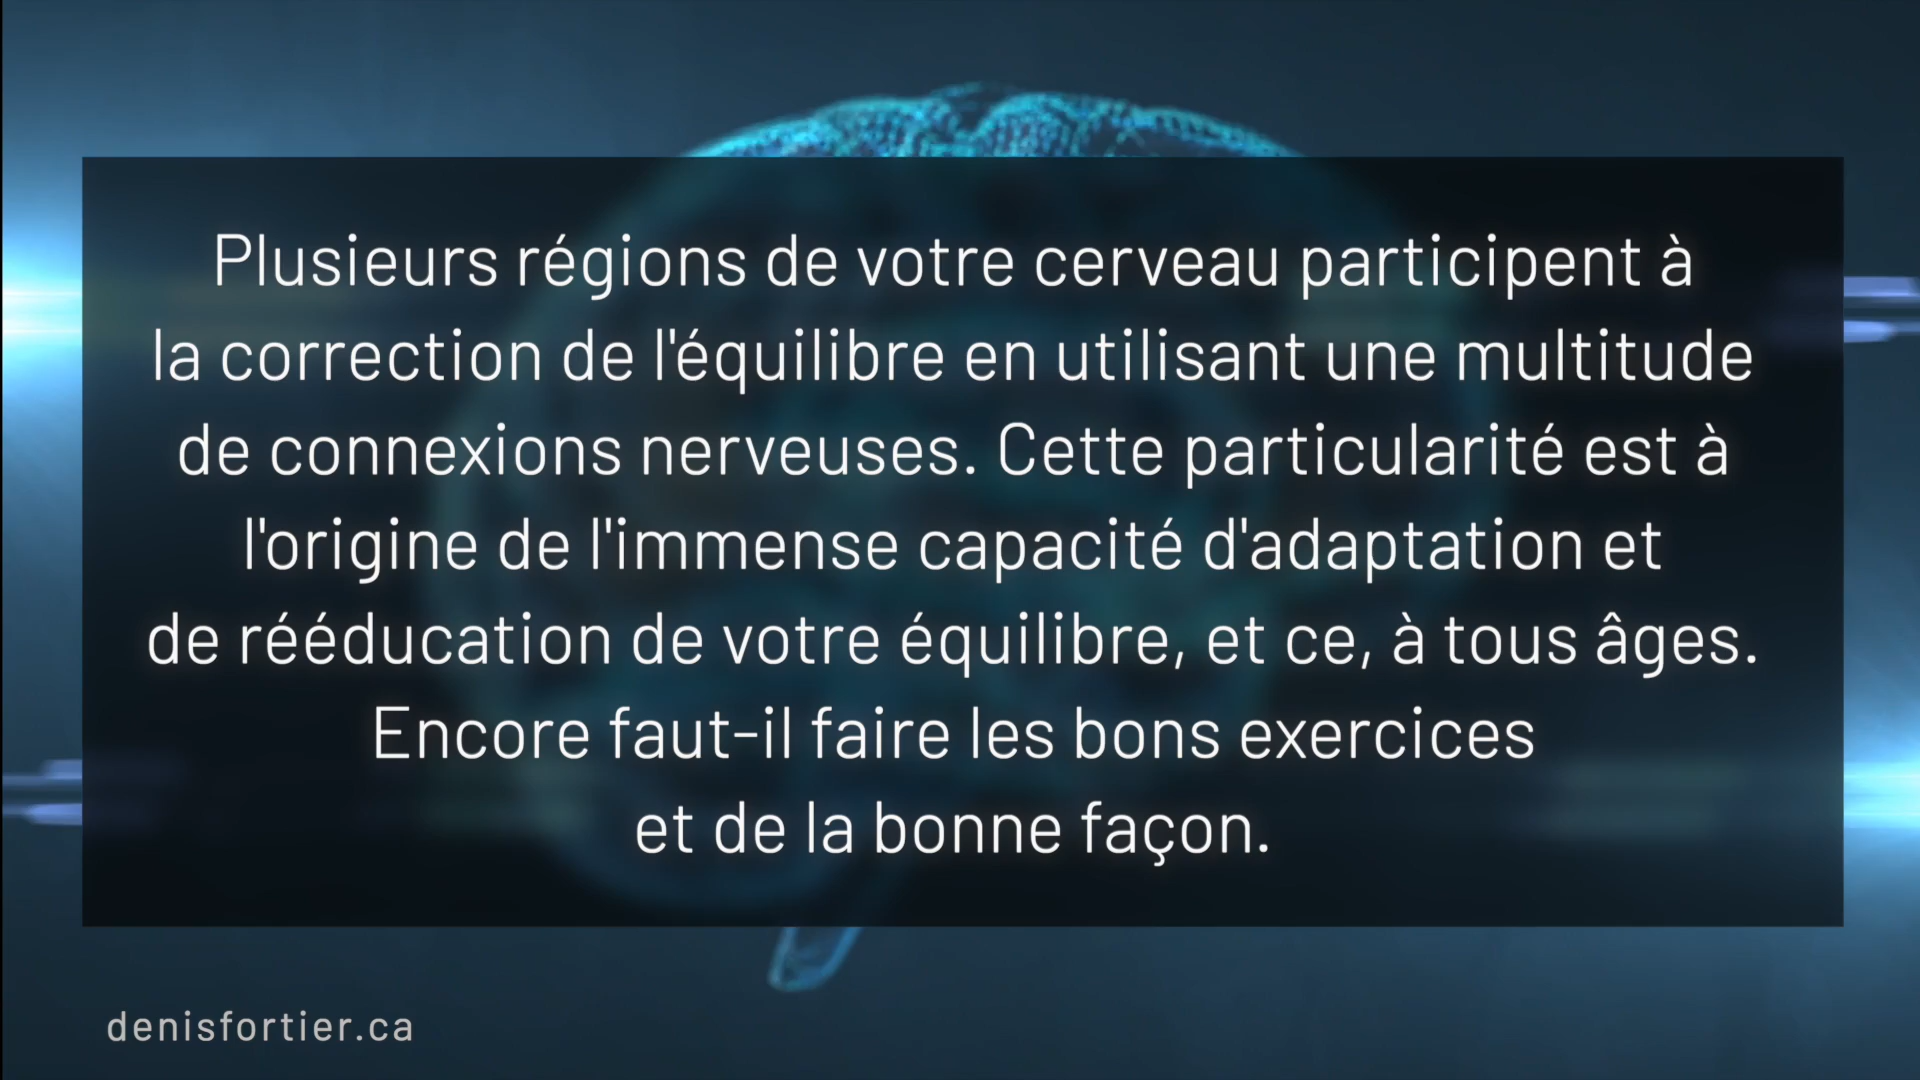 Plusieurs régions de votre cerveau participent à
la correction de l'équilibre en utilisant une multitude
de connexions nerveuses. Cette particularité est à
l'origine de l'immense capacité d'adaptation et
de rééducation de votre équilibre, et ce, à tous âges.
Encore faut-il faire les bons exercices
et de la bonne façon.
denisfortier.ca